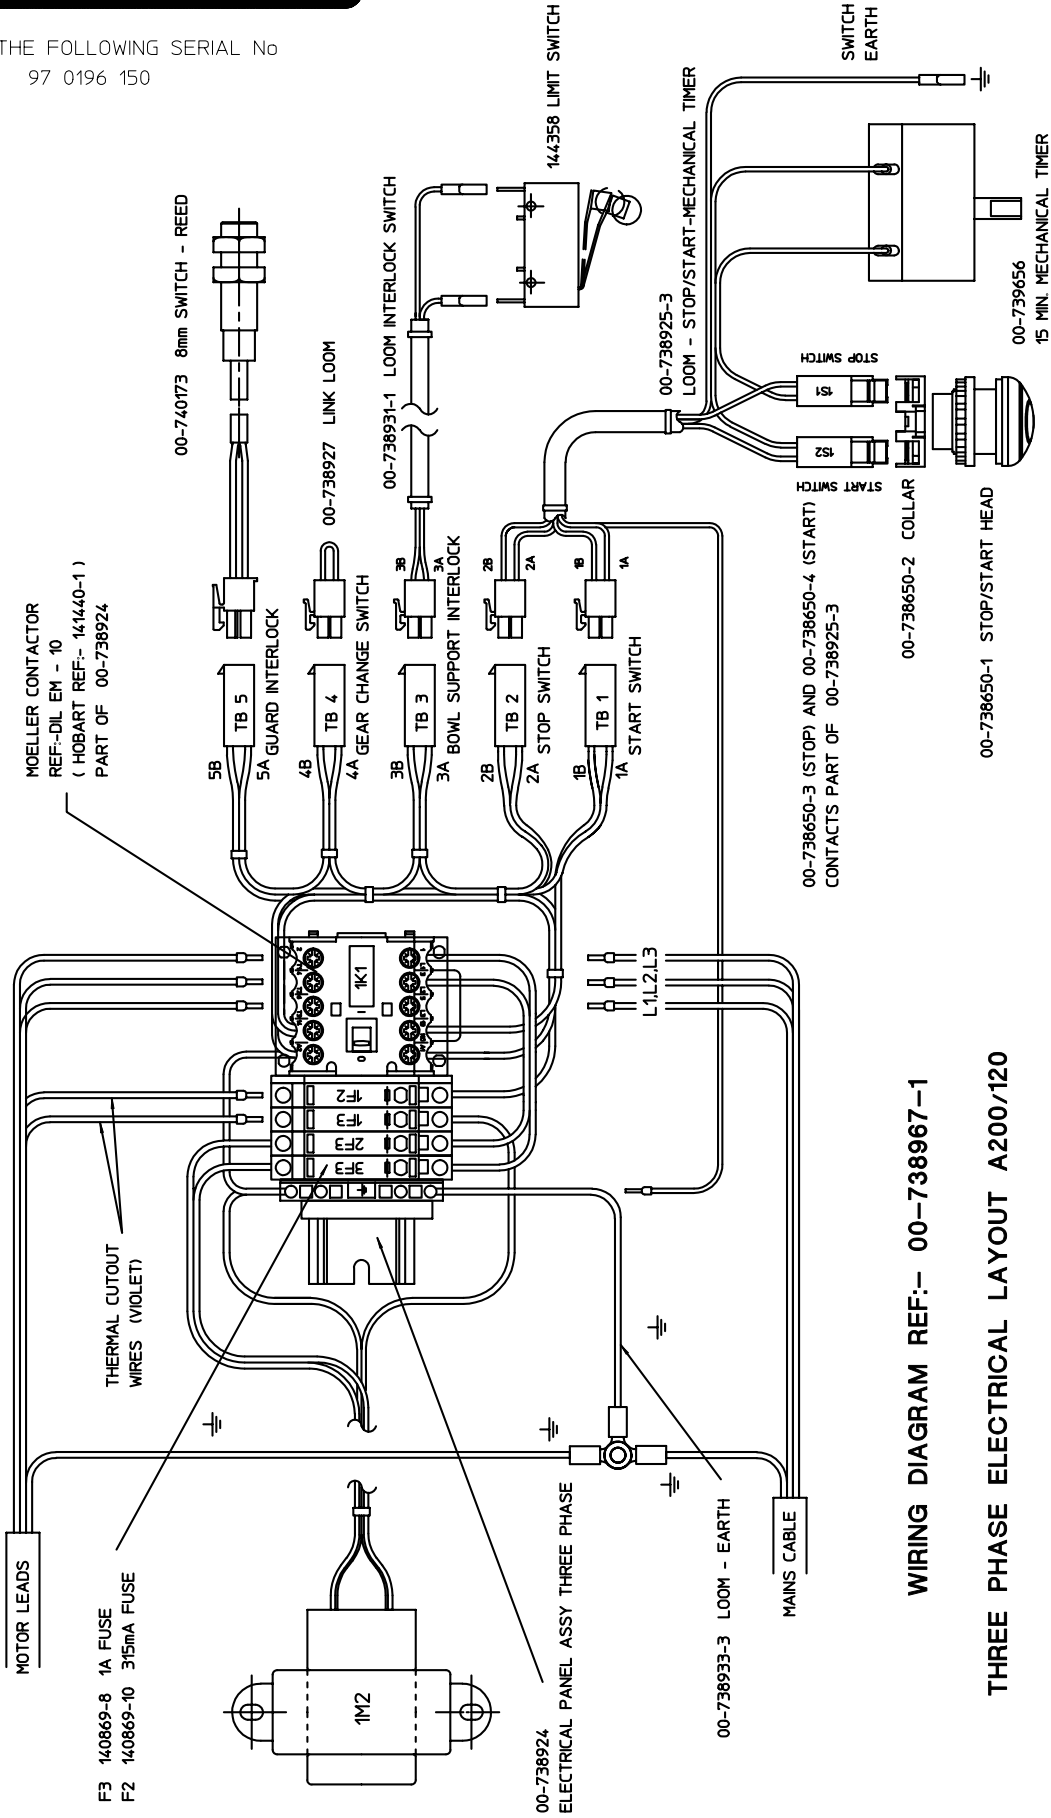 THE FOLLOWING SERIAL No
97 0196 150
MOELLER CONTACTOR
REF:-DIL EM - 10
( HOBART REF:- 141440-1 )
PART OF 00-738924
00-740173 8mm SWITCH - REED
00-738927 LINK LOOM
00-738931-1 LOOM INTERLOCK SWITCH
144358 LIMIT SWITCH
00-738925-3
LOOM - STOP/START-MECHANICAL TIMER
SWITCH
EARTH
00-739656
15 MIN. MECHANICAL TIMER
STOP SWITCH
1S1
1S2
START SWITCH
00-738650-3 (STOP) AND 00-738650-4 (START)
CONTACTS PART OF 00-738925-3
00-738650-2 COLLAR
00-738650-1 STOP/START HEAD
5B
TB 5
5A
GUARD INTERLOCK
4B
TB 4
4A
GEAR CHANGE SWITCH
3B
3A
3B
TB 3
3A
BOWL SUPPORT INTERLOCK
2B
2A
2B
TB 2
2A
STOP SWITCH
1B
1A
1B
TB 1
1A
START SWITCH
1K1
1F2
1F3
2F3
3F3
L1,L2,L3
THERMAL CUTOUT
WIRES (VIOLET)
MOTOR LEADS
F3 140869-8 1A FUSE
F2 140869-10 315mA FUSE
1M2
00-738924
ELECTRICAL PANEL ASSY THREE PHASE
00-738933-3 LOOM - EARTH
MAINS CABLE
WIRING DIAGRAM REF:- 00-738967-1
THREE PHASE ELECTRICAL LAYOUT A200/120